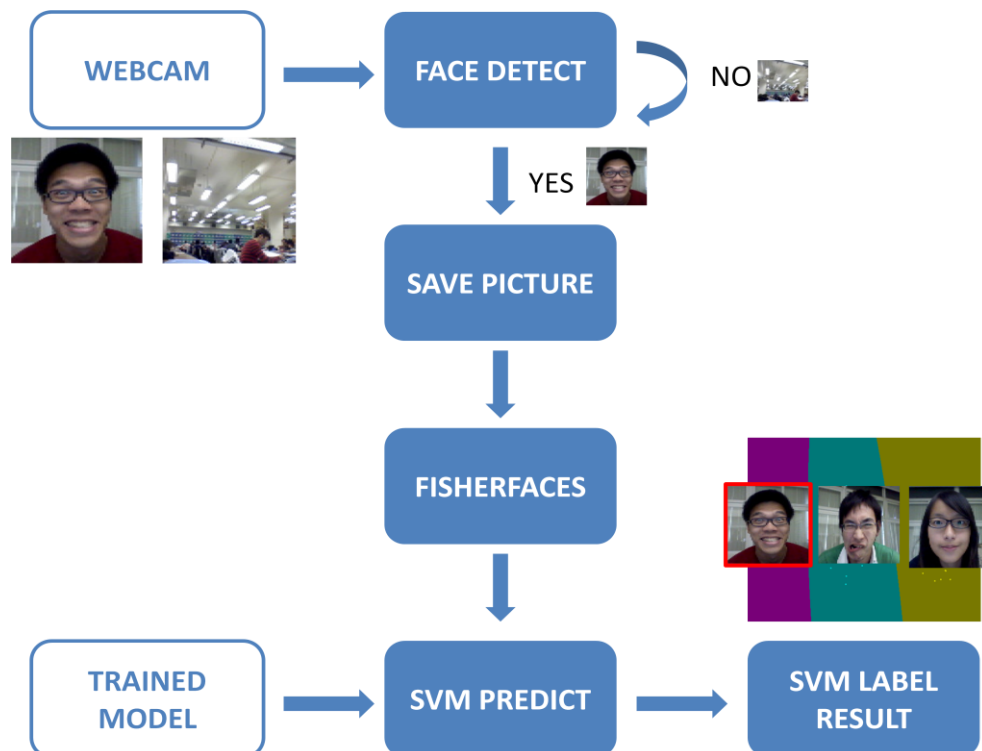 WEBCAM
FACE DETECT
NO
YES
SAVE PICTURE
FISHERFACES
TRAINED
MODEL
SVM PREDICT
SVM LABEL
RESULT